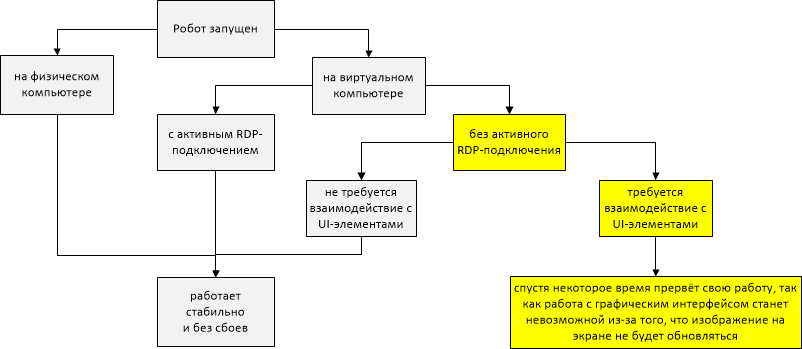 Робот запущен
на физическом
компьютере
на виртуальном
компьютере
с активным RDP-
подключением
без активного
RDP-подключения
не требуется
взаимодействие с
UI-элементами
требуется
взаимодействие с
UI-элементами
работает
стабильно
и без сбоев
спустя некоторое время прервёт свою работу, так
как работа с графическим интерфейсом станет
невозможной из-за того, что изображение на
экране не будет обновляться